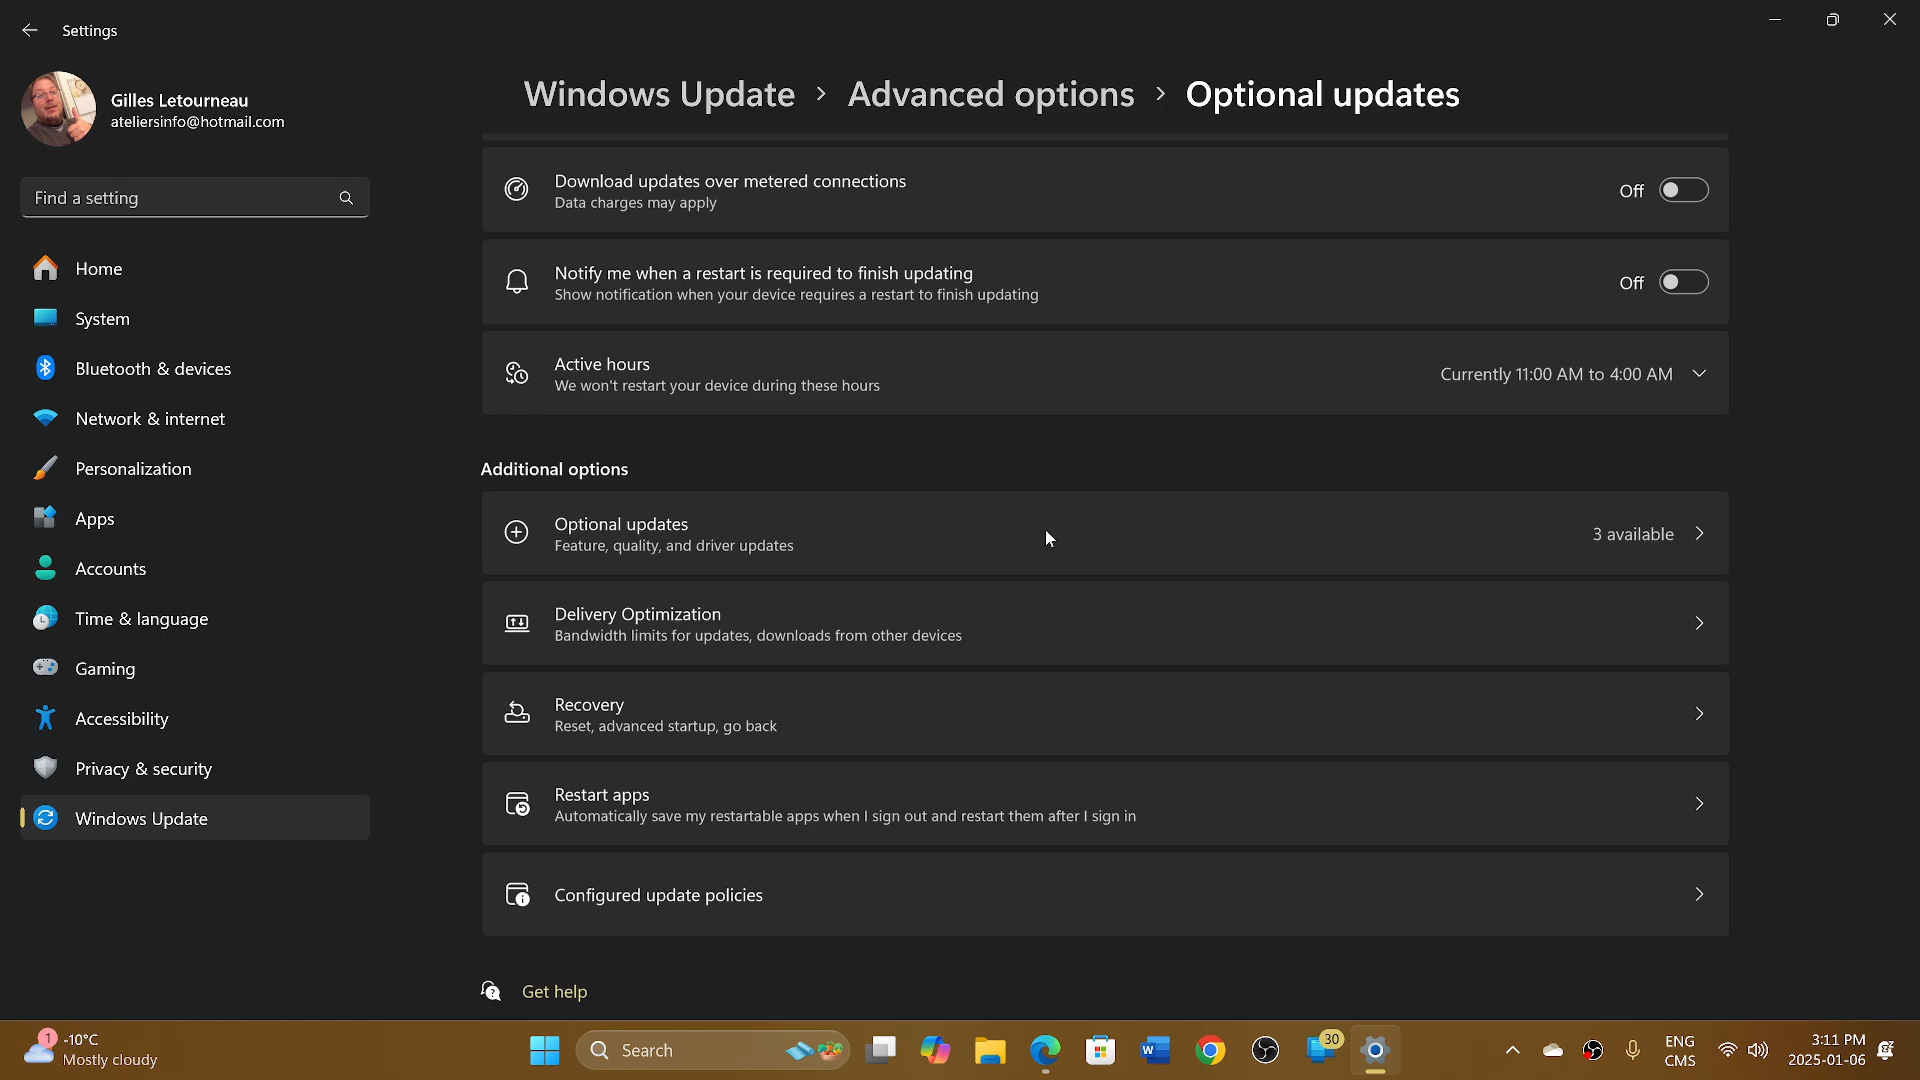 Settings
Gilles Letourneau
ateliersinfo@hotmail.com
Find a setting
Home
System
Bluetooth & devices
Network & internet
Personalization
Apps
Accounts
Time & language
Gaming
Accessibility
Privacy & security
Windows Update
Windows Update > Advanced options > Optional updates
Download updates over metered connections
Data charges may apply
Off
Notify me when a restart is required to finish updating
Show notification when your device requires a restart to finish updating
Off
Active hours
We won't restart your device during these hours
Currently 11:00 AM to 4:00 AM
Additional options
Optional updates
Feature, quality, and driver updates
3 available
Delivery Optimization
Bandwidth limits for updates, downloads from other devices
Recovery
Reset, advanced startup, go back
Restart apps
Automatically save my restartable apps when I sign out and restart them after I sign in
Configured update policies
Get help
1
-10°C
Mostly cloudy
Search
30
ENG
CMS
3:11 PM
2025-01-06